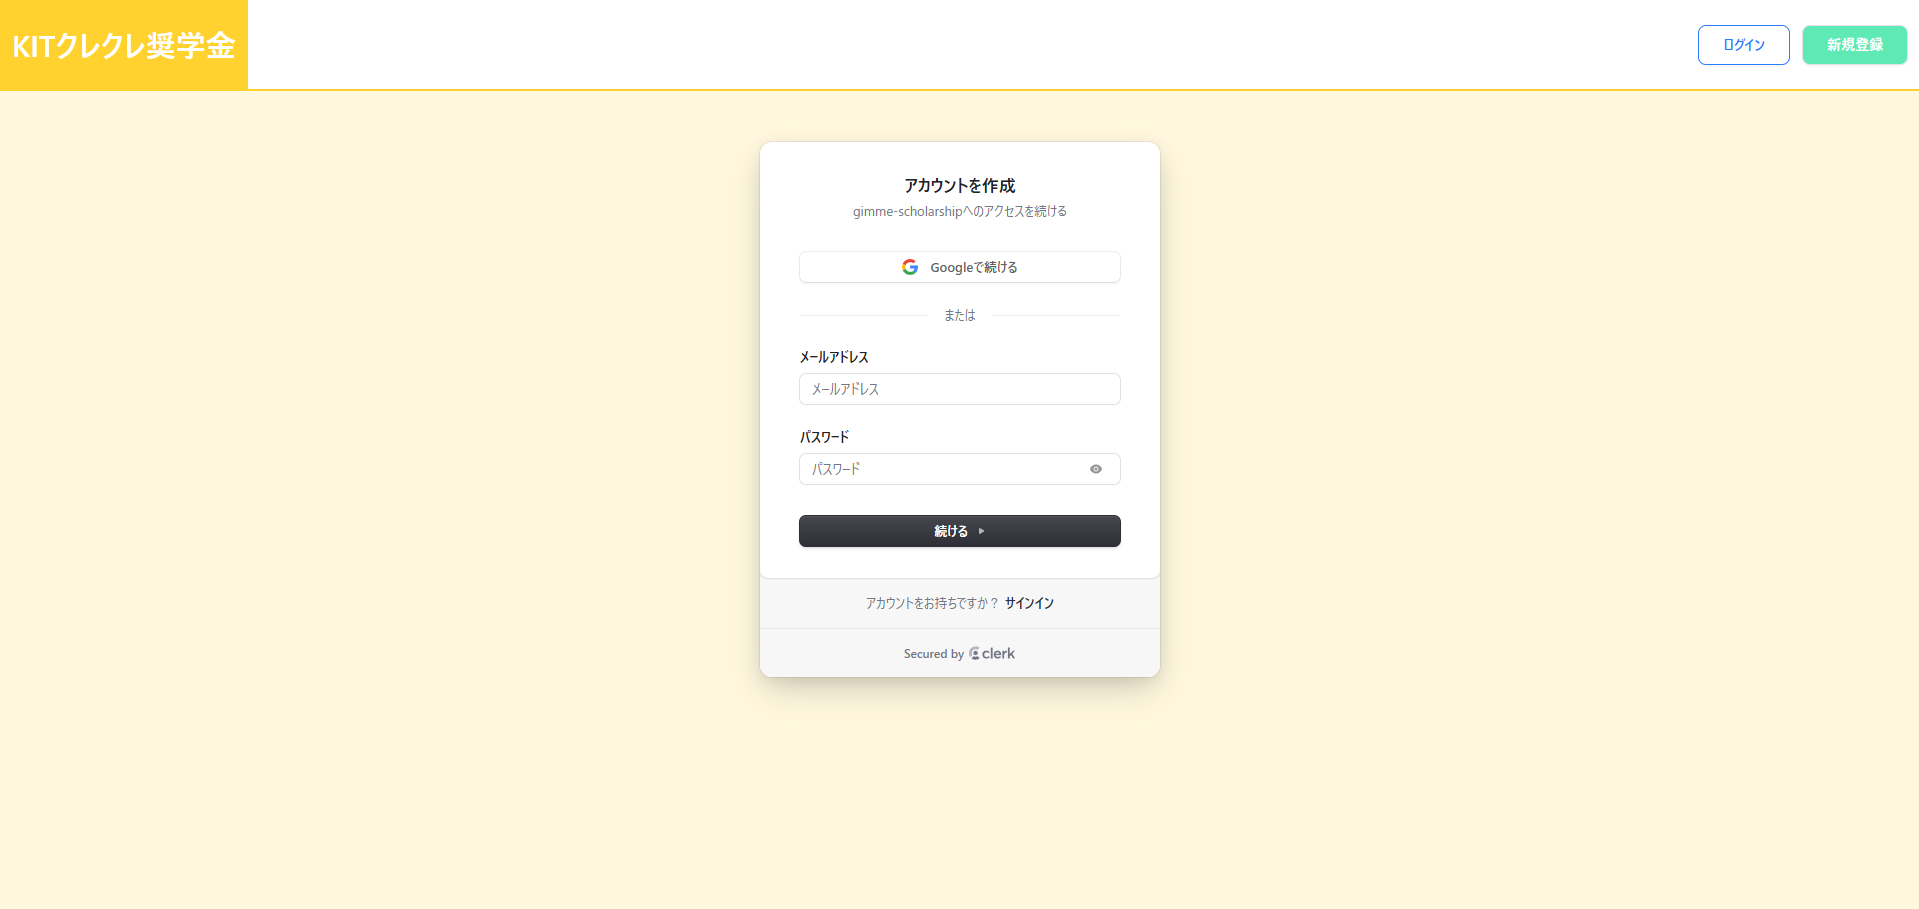 KITクレクレ奨学金
ログイン
新規登録
アカウントを作成
gimme-scholarshipへのアクセスを続ける
Googleで続ける
または
メールアドレス
メールアドレス
パスワード
パスワード
続ける
アカウントをお持ちですか？ サインイン
Secured by clerk